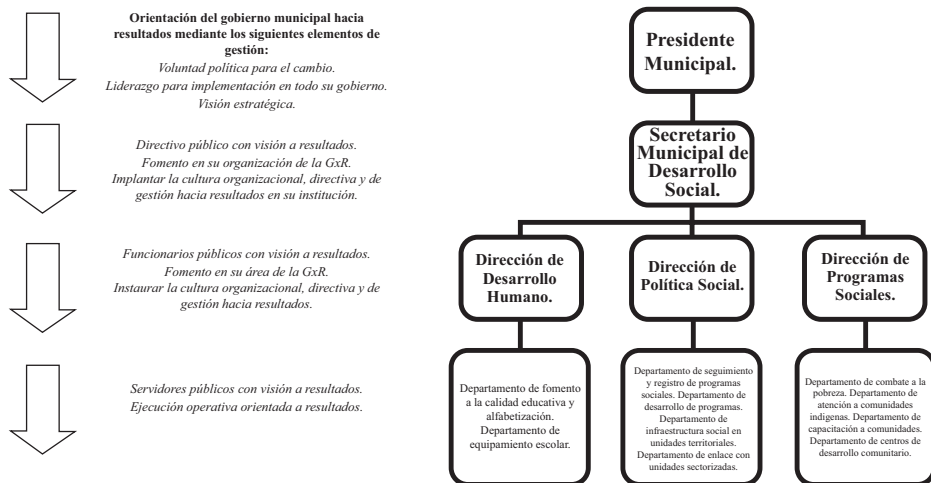 Orientación del gobierno municipal hacia
resultados mediante los siguientes elementos de
gestión:
Voluntad política para el cambio.
Liderazgo para implementación en todo su gobierno.
Visión estratégica.
Directivo público con visión a resultados.
Fomento en su organización de la GxR.
Implantar la cultura organizacional, directiva y de
gestión hacia resultados en su institución.
Funcionarios públicos con visión a resultados.
Fomento en su área de la GxR.
Instaurar la cultura organizacional, directiva y de
gestión hacia resultados.
Servidores públicos con visión a resultados.
Ejecución operativa orientada a resultados.
Presidente
Municipal.
Secretario
Municipal de
Desarrollo
Social.
Dirección de
Desarrollo
Humano.
Dirección de
Política Social.
Dirección de
Programas
Sociales.
Departamento de fomento
a la calidad educativa y
alfabetización.
Departamento de
equipamiento escolar.
Departamento de seguimiento
y registro de programas
sociales. Departamento de
desarrollo de programas.
Departamento de
infraestructura social en
unidades territoriales.
Departamento de enlace con
unidades sectorizadas.
Departamento de combate a la
pobreza. Departamento de
atención a comunidades
indigenas. Departamento de
capacitación a comunidades.
Departamento de centros de
desarrollo comunitario.